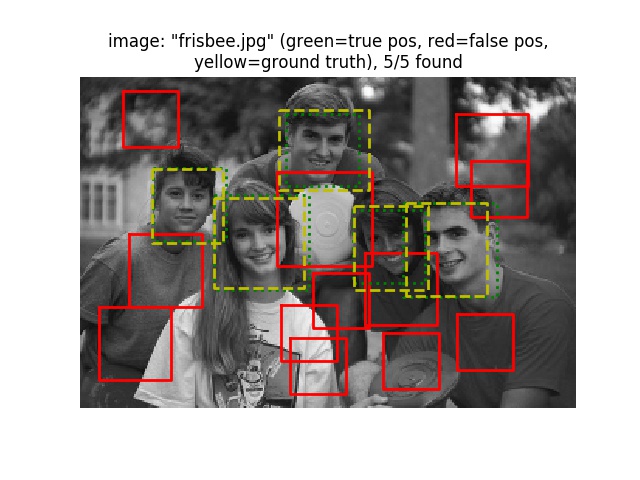 image: "frisbee.jpg" (green=true pos, red=false pos,
yellow=ground truth), 5/5 found